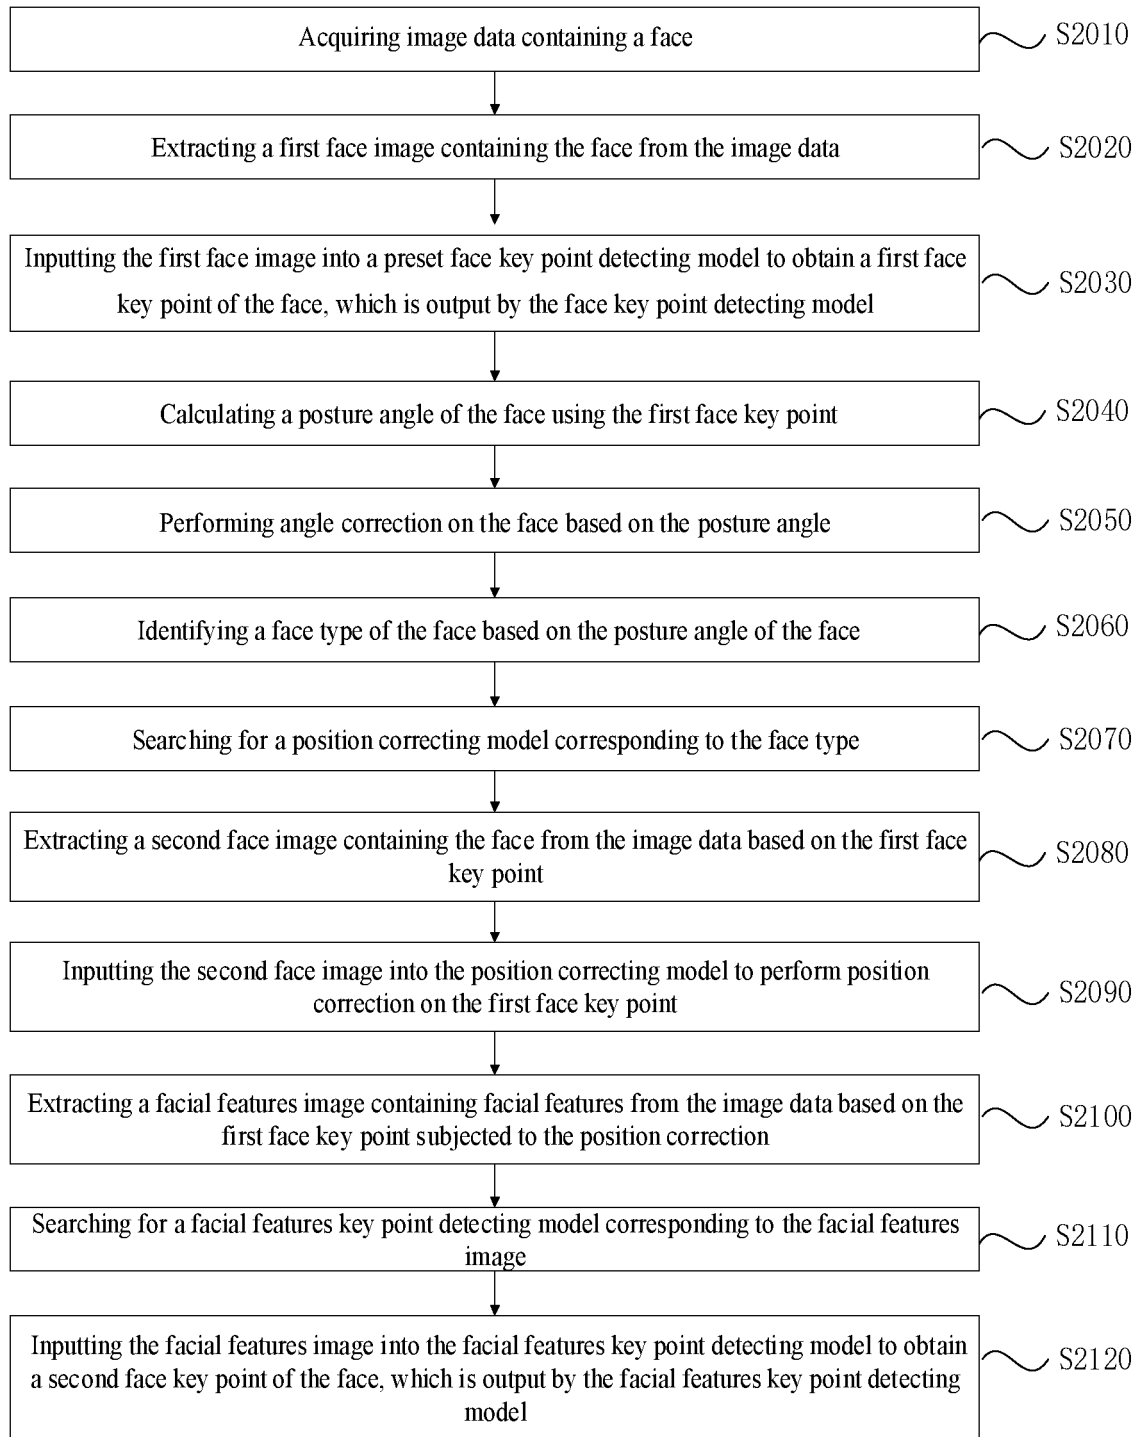 Acquiring image data containing a face
S2010
Extracting a first face image containing the face from the image data
S2020
Inputting the first face image into a preset face key point detecting model to obtain a first face
key point of the face, which is output by the face key point detecting model
S2030
Calculating a posture angle of the face using the first face key point
S2040
Performing angle correction on the face based on the posture angle
S2050
Identifying a face type of the face based on the posture angle of the face
S2060
Searching for a position correcting model corresponding to the face type
S2070
Extracting a second face image containing the face from the image data based on the first face
key point
S2080
Inputting the second face image into the position correcting model to perform position
correction on the first face key point
S2090
Extracting a facial features image containing facial features from the image data based on the
first face key point subjected to the position correction
S2100
Searching for a facial features key point detecting model corresponding to the facial features
image
S2110
Inputting the facial features image into the facial features key point detecting model to obtain
a second face key point of the face, which is output by the facial features key point detecting
model
S2120